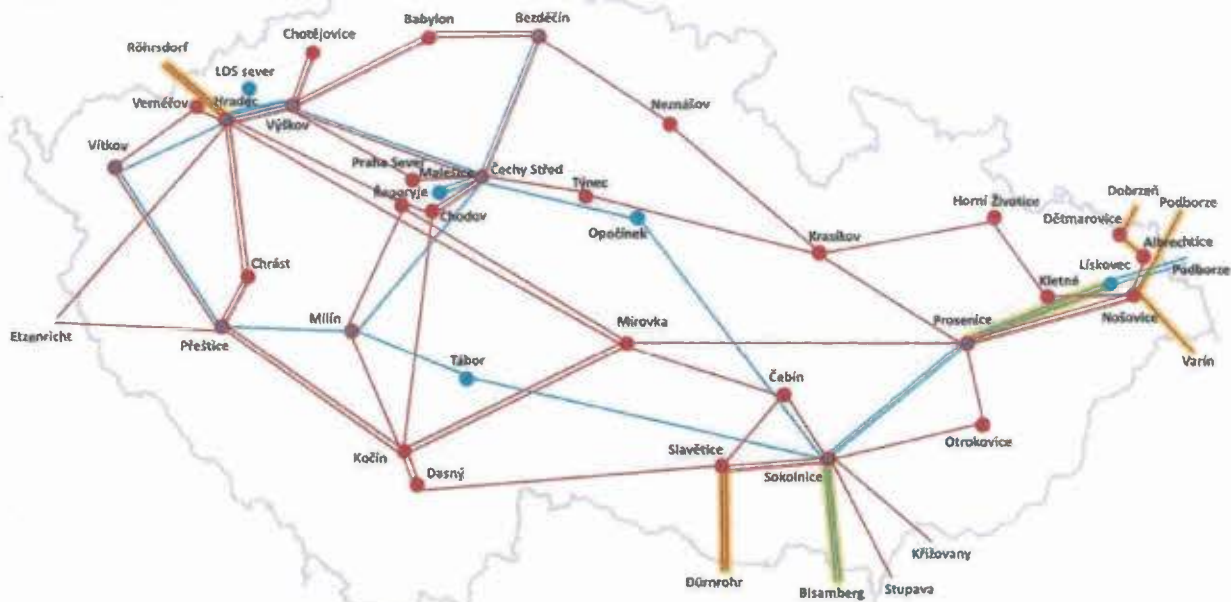 Babylon
Bezděčín
Chotějovice
Röhrsdorf
LDS sever
Vernéřov
Hradec
Výškov
Neznášov
Vítkov
Praha Sever
Malešice
Čechy Střed
Řeporyje
Týnec
Chodov
Opočínek
Horní Životice
Dobrzeň
Podborze
Dětmarovice
Albrechtice
Krasíkov
Lískovec
Podborze
Kletné
Chrást
Nošovice
Etzenricht
Přeštice
Milín
Mírovka
Prosenice
Varín
Tábor
Čebín
Otrokovice
Kočín
Dasný
Slavětice
Sokolnice
Křižovany
Dürnrohr
Bisamberg
Stupava